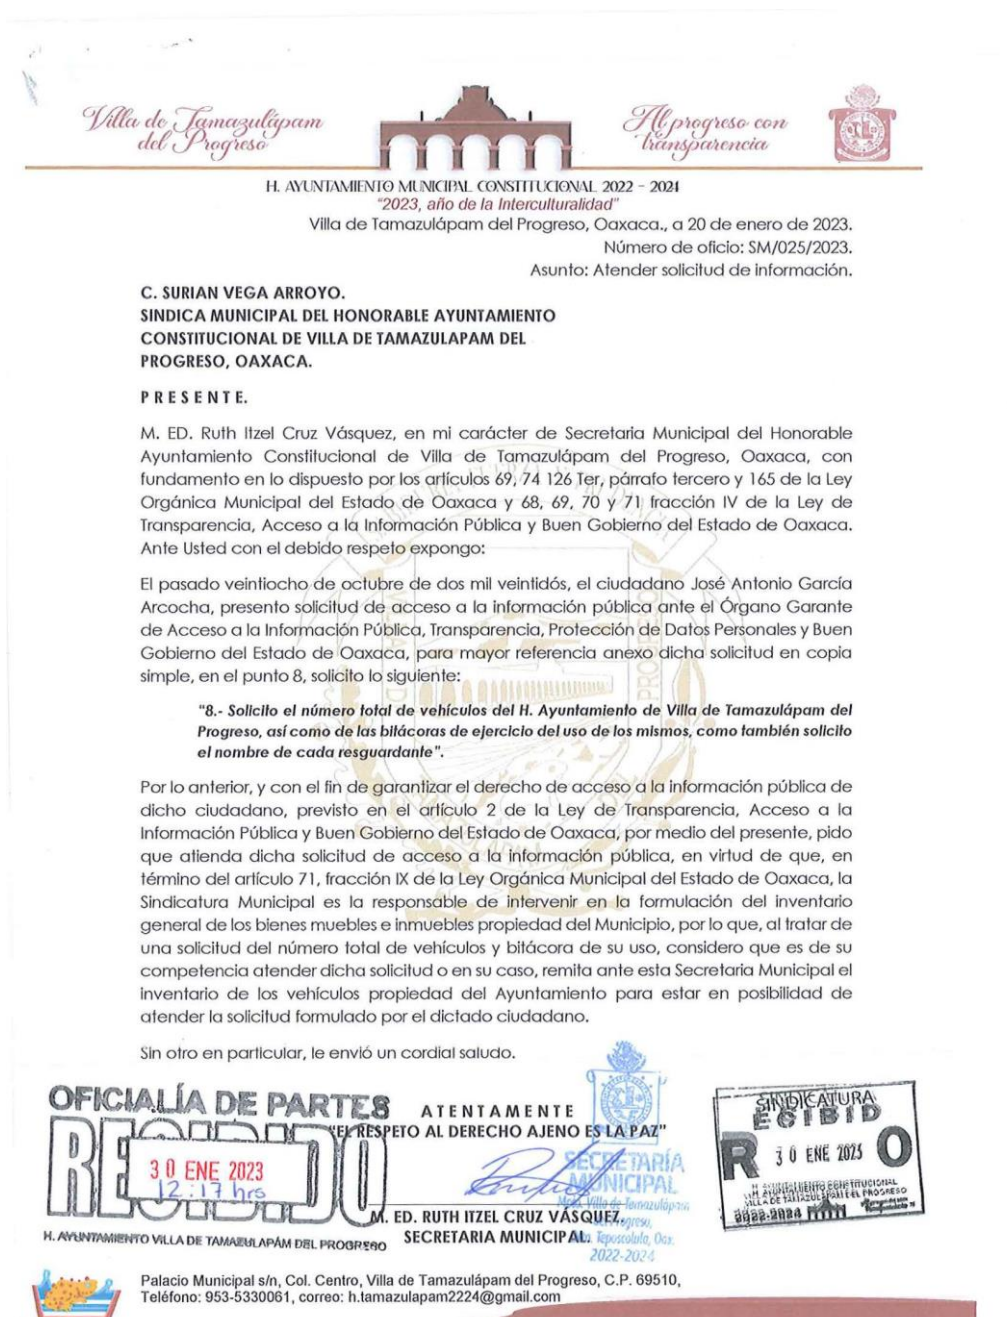 Villa de Tamazulápam
del Progreso
Al progreso con
transparencia
H. AYUNTAMIENTO MUNICIPAL CONSTITUCIONAL 2022 - 2024
"2023, año de la Interculturalidad"
Villa de Tamazulápam del Progreso, Oaxaca., a 20 de enero de 2023.
Número de oficio: SM/025/2023.
Asunto: Atender solicitud de información.
C. SURIAN VEGA ARROYO.
SINDICA MUNICIPAL DEL HONORABLE AYUNTAMIENTO
CONSTITUCIONAL DE VILLA DE TAMAZULAPAM DEL
PROGRESO, OAXACA.
P R E S E N T E.
M. ED. Ruth Itzel Cruz Vásquez, en mi carácter de Secretaria Municipal del Honorable
Ayuntamiento Constitucional de Villa de Tamazulápam del Progreso, Oaxaca, con
fundamento en lo dispuesto por los artículos 69, 74 126 Ter, párrafo tercero y 165 de la Ley
Orgánica Municipal del Estado de Oaxaca y 68, 69, 70 y 71 fracción IV de la Ley de
Transparencia, Acceso a la Información Pública y Buen Gobierno del Estado de Oaxaca.
Ante Usted con el debido respeto expongo:
El pasado veintiocho de octubre de dos mil veintidós, el ciudadano José Antonio García
Arcocha, presento solicitud de acceso a la información pública ante el Órgano Garante
de Acceso a la Información Pública, Transparencia, Protección de Datos Personales y Buen
Gobierno del Estado de Oaxaca, para mayor referencia anexo dicha solicitud en copia
simple, en el punto 8, solicito lo siguiente:
"8.- Solicito el número total de vehículos del H. Ayuntamiento de Villa de Tamazulápam del
Progreso, así como de las bitácoras de ejercicio del uso de los mismos, como también solicito
el nombre de cada resguardante".
Por lo anterior, y con el fin de garantizar el derecho de acceso a la información pública de
dicho ciudadano, previsto en el artículo 2 de la Ley de Transparencia, Acceso a la
Información Pública y Buen Gobierno del Estado de Oaxaca, por medio del presente, pido
que atienda dicha solicitud de acceso a la información pública, en virtud de que, en
término del artículo 71, fracción IX de la Ley Orgánica Municipal del Estado de Oaxaca, la
Sindicatura Municipal es la responsable de intervenir en la formulación del inventario
general de los bienes muebles e inmuebles propiedad del Municipio, por lo que, al tratar de
una solicitud del número total de vehículos y bitácora de su uso, considero que es de su
competencia atender dicha solicitud o en su caso, remita ante esta Secretaria Municipal el
inventario de los vehículos propiedad del Ayuntamiento para estar en posibilidad de
atender la solicitud formulado por el dictado ciudadano.
Sin otro en particular, le envió un cordial saludo.
OFICIALÍA DE PARTES
RECIBIDO
30 ENE 2023
12:17 hrs
H. AYUNTAMIENTO VILLA DE TAMAZULAPÁM DEL PROGRESO
A T E N T A M E N T E
"EL RESPETO AL DERECHO AJENO ES LA PAZ"
SECRETARÍA
MUNICIPAL
Mpio. Villa de Tamazulápam
del Progreso,
Dto. Teposcolula, Oax.
2022-2024
M. ED. RUTH ITZEL CRUZ VÁSQUEZ.
SECRETARIA MUNICIPAL.
SINDICATURA
RECIBIDO
30 ENE 2023
H. AYUNTAMIENTO CONSTITUCIONAL
VILLA DE TAMAZULAPAM DEL PROGRESO
2022-2024
Palacio Municipal s/n, Col. Centro, Villa de Tamazulápam del Progreso, C.P. 69510,
Teléfono: 953-5330061, correo: h.tamazulapam2224@gmail.com